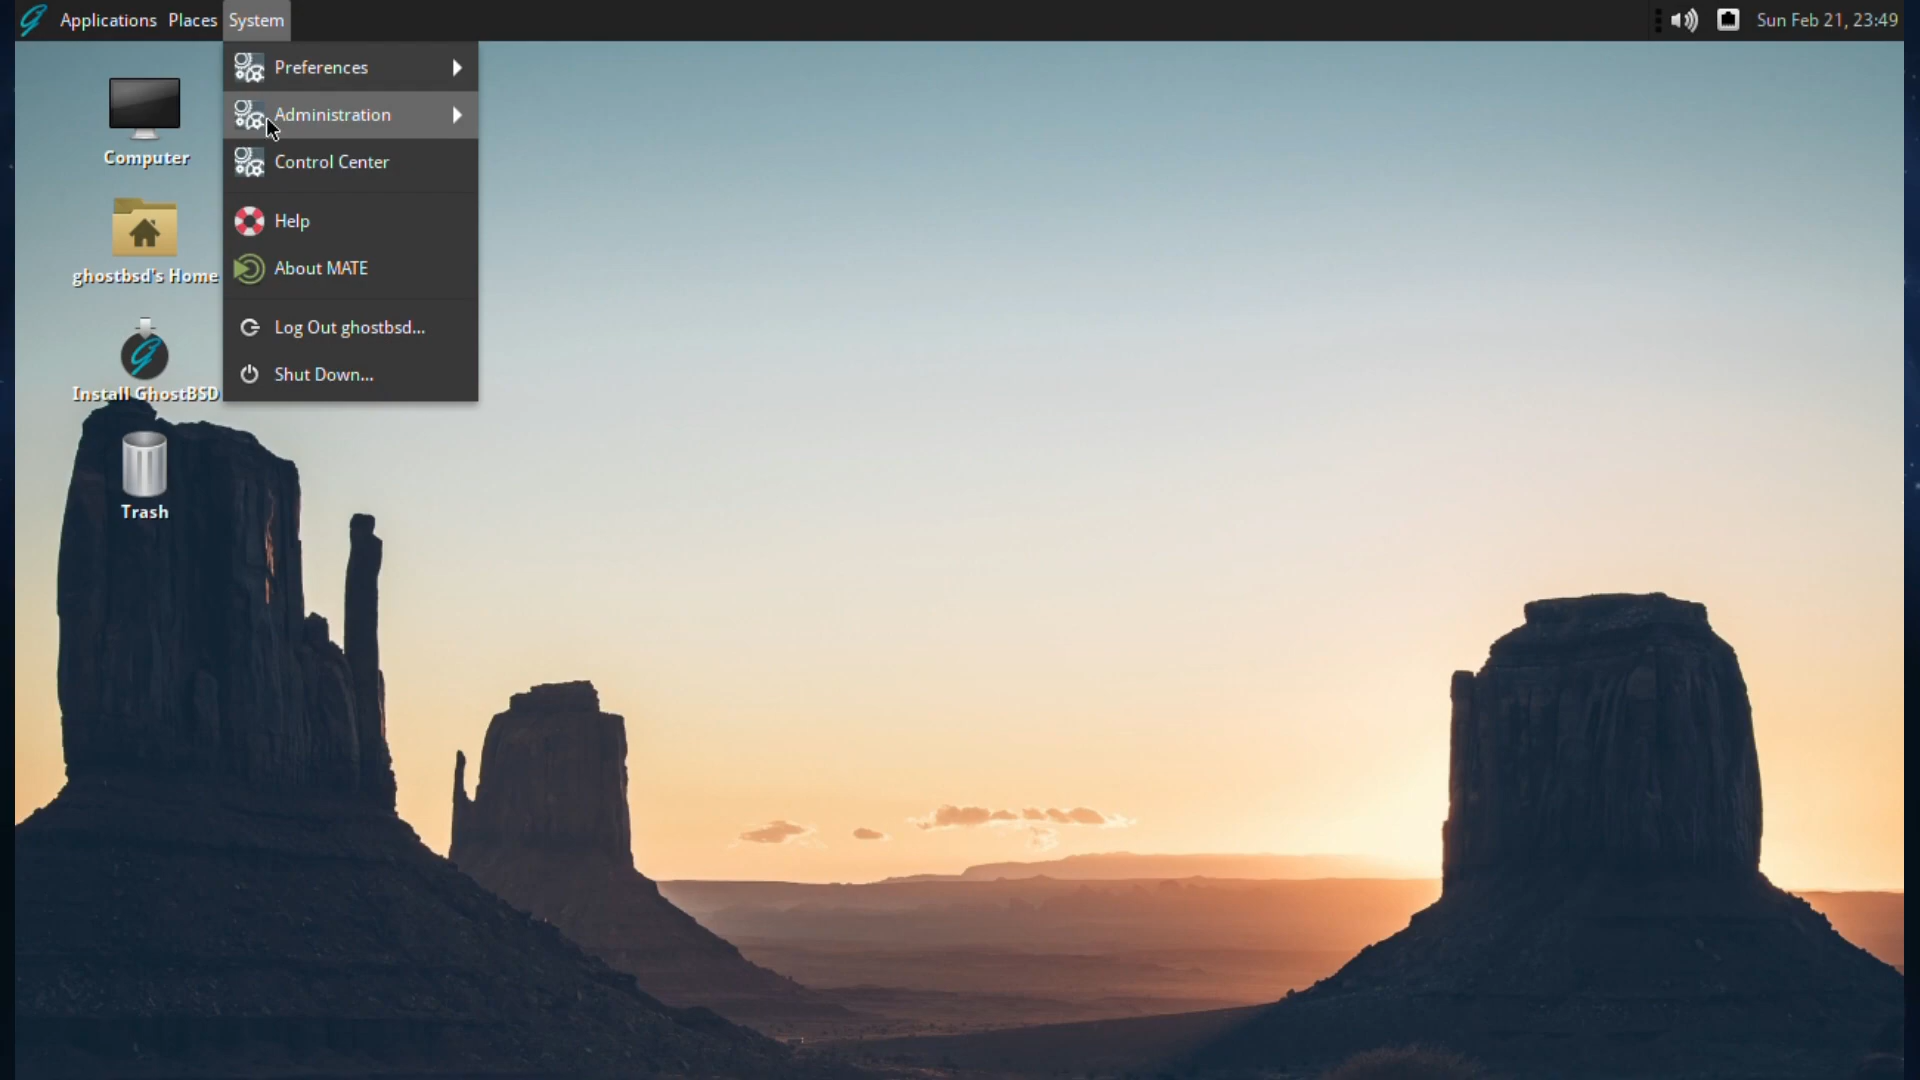 Applications Places System
Sun Feb 21, 23:49
Preferences
Administration
Control Center
Help
About MATE
Log Out ghostbsd...
Shut Down...
Computer
ghostbsd's Home
Install GhostBSD
Trash